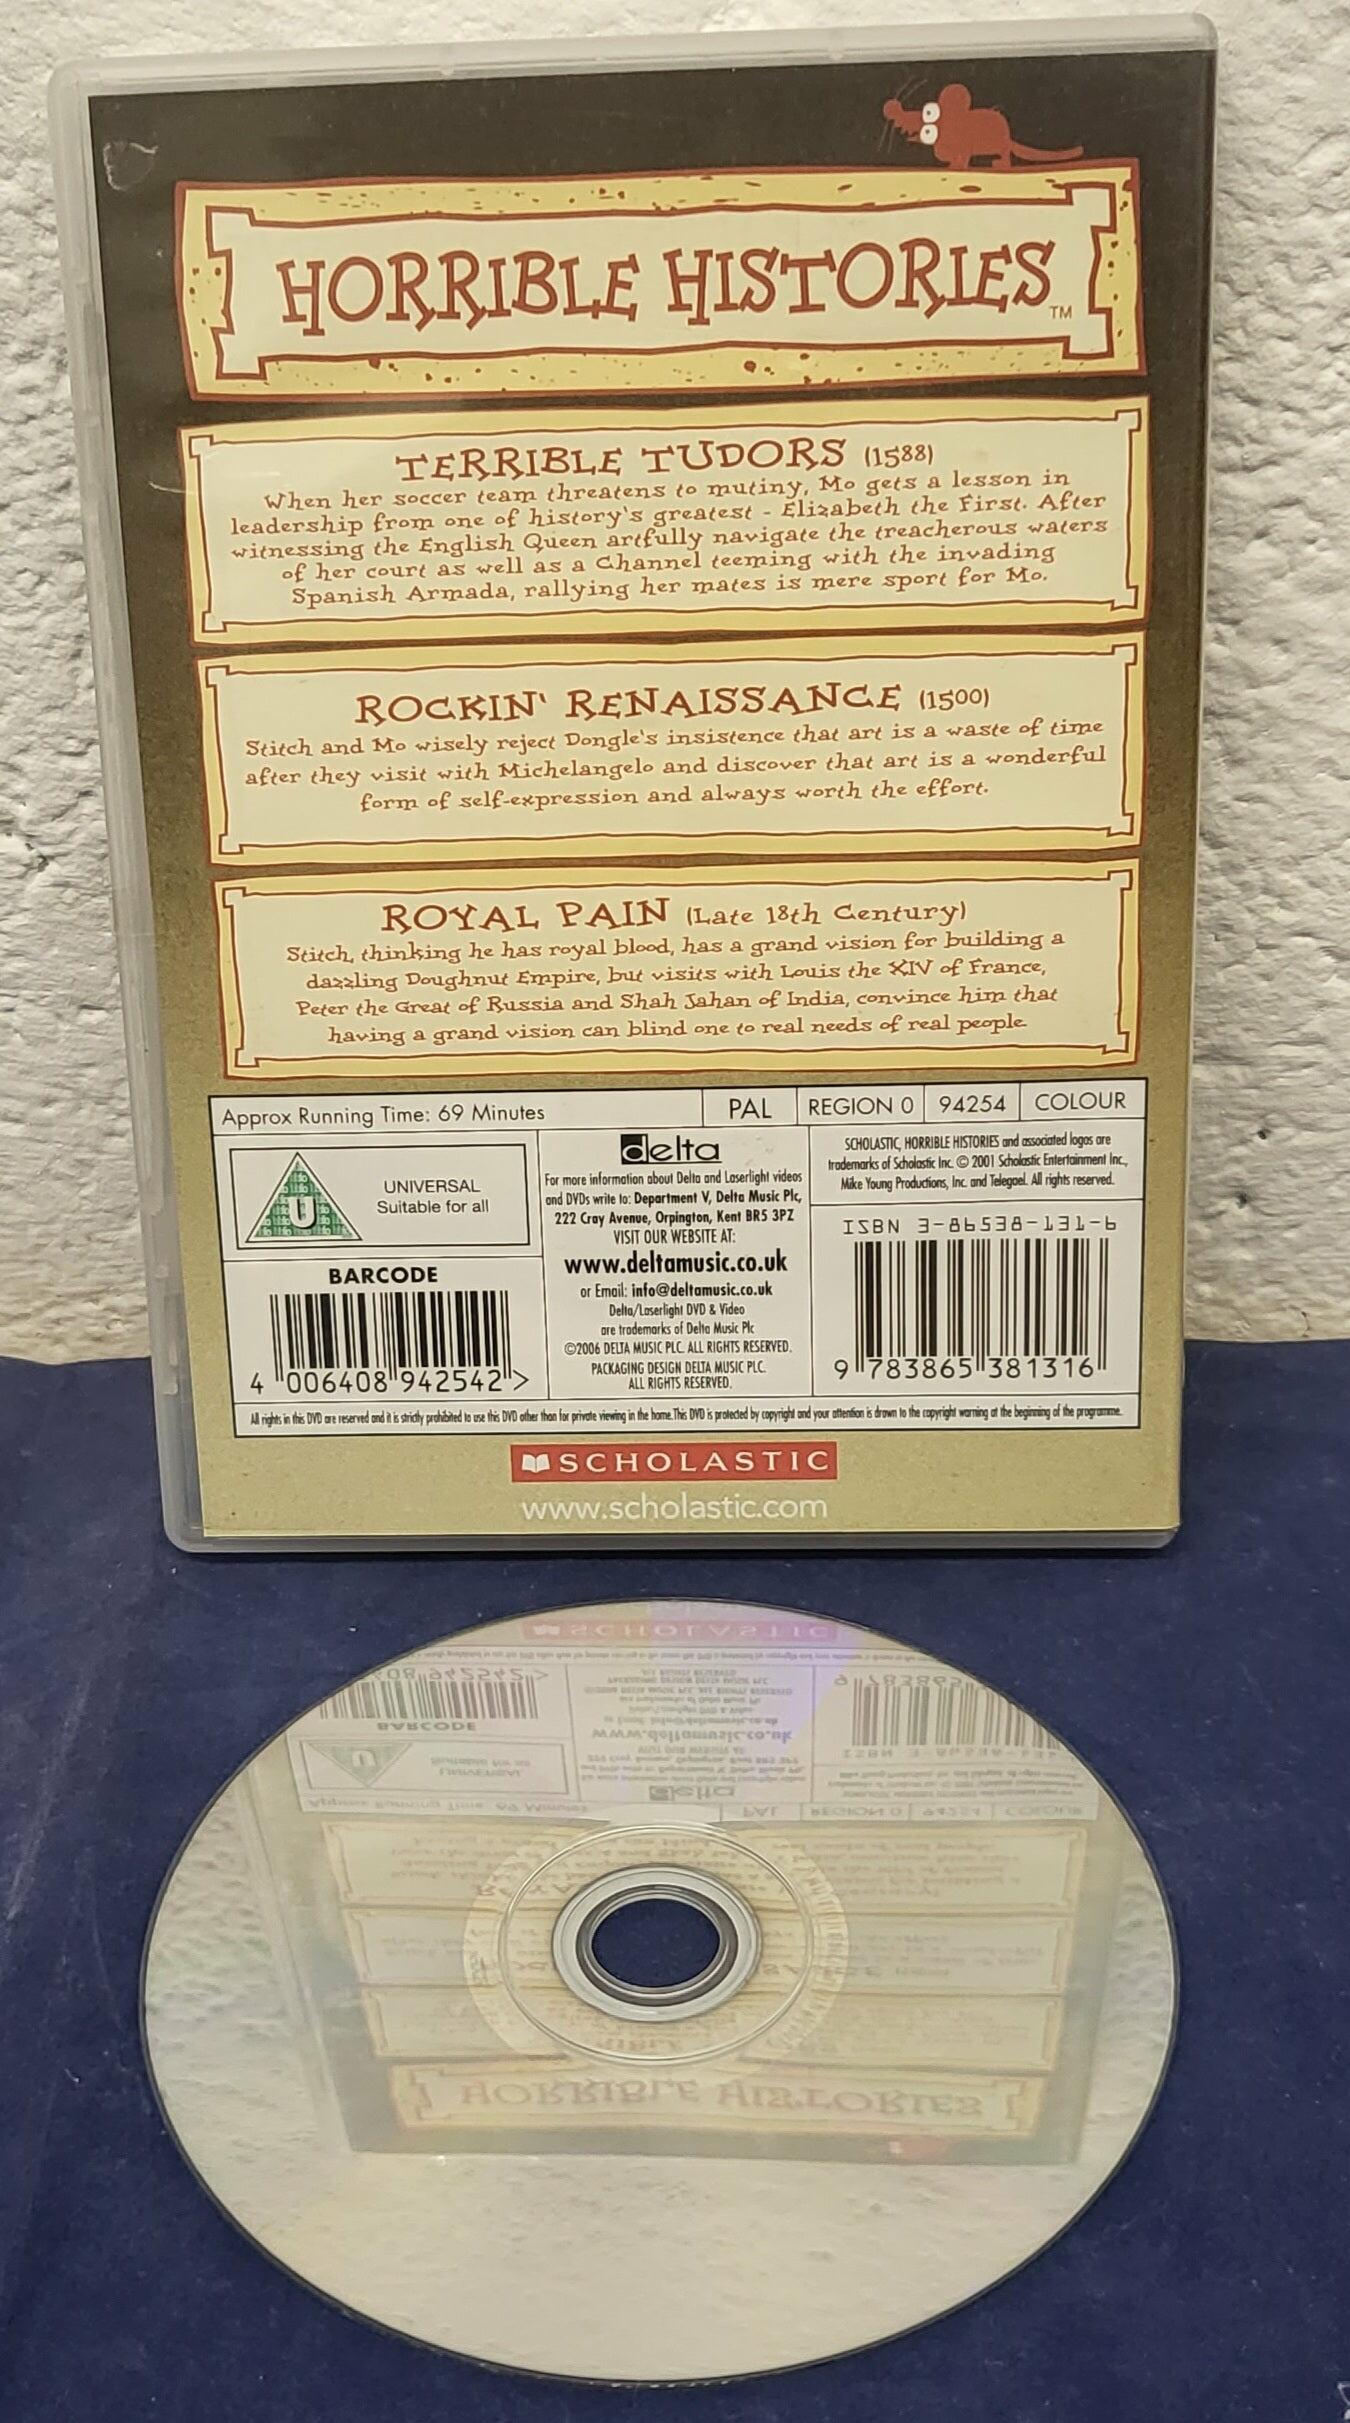 HORRIBLE HISTORIES TM
TERRIBLE TUDORS (1588)
When her soccer team threatens to mutiny, Mo gets a lesson in
leadership from one of history's greatest - Elizabeth the First. After
witnessing the English Queen artfully navigate the treacherous waters
of her court as well as a Channel teeming with the invading
Spanish Armada, rallying her mates is mere sport for Mo.
ROCKIN' RENAISSANCE (1500)
Stitch and Mo wisely reject Dongle's insistence that art is a waste of time
after they visit with Michelangelo and discover that art is a wonderful
form of self-expression and always worth the effort.
ROYAL PAIN (Late 18th Century)
Stitch, thinking he has royal blood, has a grand vision for building a
dazzling Doughnut Empire, but visits with Louis the XIV of France,
Peter the Great of Russia and Shah Jahan of India, convince him that
having a grand vision can blind one to real needs of real people.
Approx Running Time: 69 Minutes
PAL
REGION 0
94254
COLOUR
U
UNIVERSAL
Suitable for all
BARCODE
4 006408 942542 >
delta
For more information about Delta and Laserlight videos
and DVDs write to: Department V, Delta Music Plc,
222 Cray Avenue, Orpington, Kent BR5 3PZ
VISIT OUR WEBSITE AT:
www.deltamusic.co.uk
or Email: info@deltamusic.co.uk
Delta/Laserlight DVD & Video
are trademarks of Delta Music Plc
©2006 DELTA MUSIC PLC. ALL RIGHTS RESERVED.
PACKAGING DESIGN DELTA MUSIC PLC.
ALL RIGHTS RESERVED.
SCHOLASTIC, HORRIBLE HISTORIES and associated logos are
trademarks of Scholastic Inc. © 2001 Scholastic Entertainment Inc.,
Mike Young Productions, Inc. and Telegael. All rights reserved.
ISBN 3-86538-131-6
9 783865 381316
All rights in this DVD are reserved and it is strictly prohibited to use this DVD other than for private viewing in the home. This DVD is protected by copyright and your attention is drawn to the copyright warning at the beginning of the programme.
SCHOLASTIC
www.scholastic.com